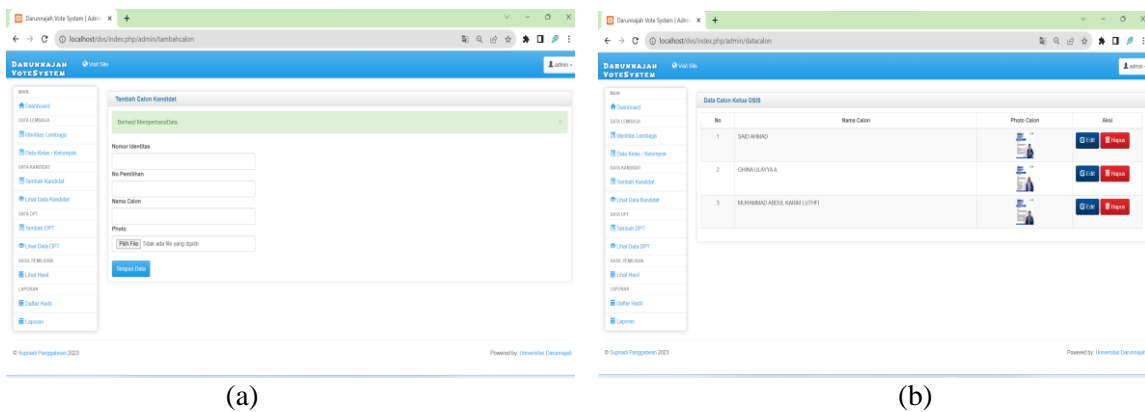 Darunnajah Vote System | Admi
localhost/dvs/index.php/admin/tambahcalon
DARUNNAJAH
VOTESYSTEM
Visit Site
admin
MAIN
Dashboard
DATA LEMBAGA
Identitas Lembaga
Data Kelas / Kelompok
DATA KANDIDAT
Tambah Kandidat
Lihat Data Kandidat
DATA DPT
Tambah DPT
Lihat Data DPT
HASIL PEMILIHAN
Lihat Hasil
LAPORAN
Daftar Hadir
Laporan
Tambah Calon Kandidat
Berhasil MemperbaruiData
Nomor Identitas
No Pemilihan
Nama Calon
Photo
Pilih File Tidak ada file yang dipilih
Simpan Data
© Supriadi Panggabean 2023
Powered by: Universitas Darunnajah
(a)
Darunnajah Vote System | Admi
localhost/dvs/index.php/admin/datacalon
DARUNNAJAH
VOTESYSTEM
Visit Site
admin
MAIN
Dashboard
DATA LEMBAGA
Identitas Lembaga
Data Kelas / Kelompok
DATA KANDIDAT
Tambah Kandidat
Lihat Data Kandidat
DATA DPT
Tambah DPT
Lihat Data DPT
HASIL PEMILIHAN
Lihat Hasil
LAPORAN
Daftar Hadir
Laporan
Data Calon Ketua OSIS
No Nama Calon Photo Calon Aksi
1 SAID AHMAD Edit Hapus
2 GHINA ULAYYA A Edit Hapus
3 MUHAMMAD ABDUL KARIM LUTHFI Edit Hapus
© Supriadi Panggabean 2023
Powered by: Universitas Darunnajah
(b)